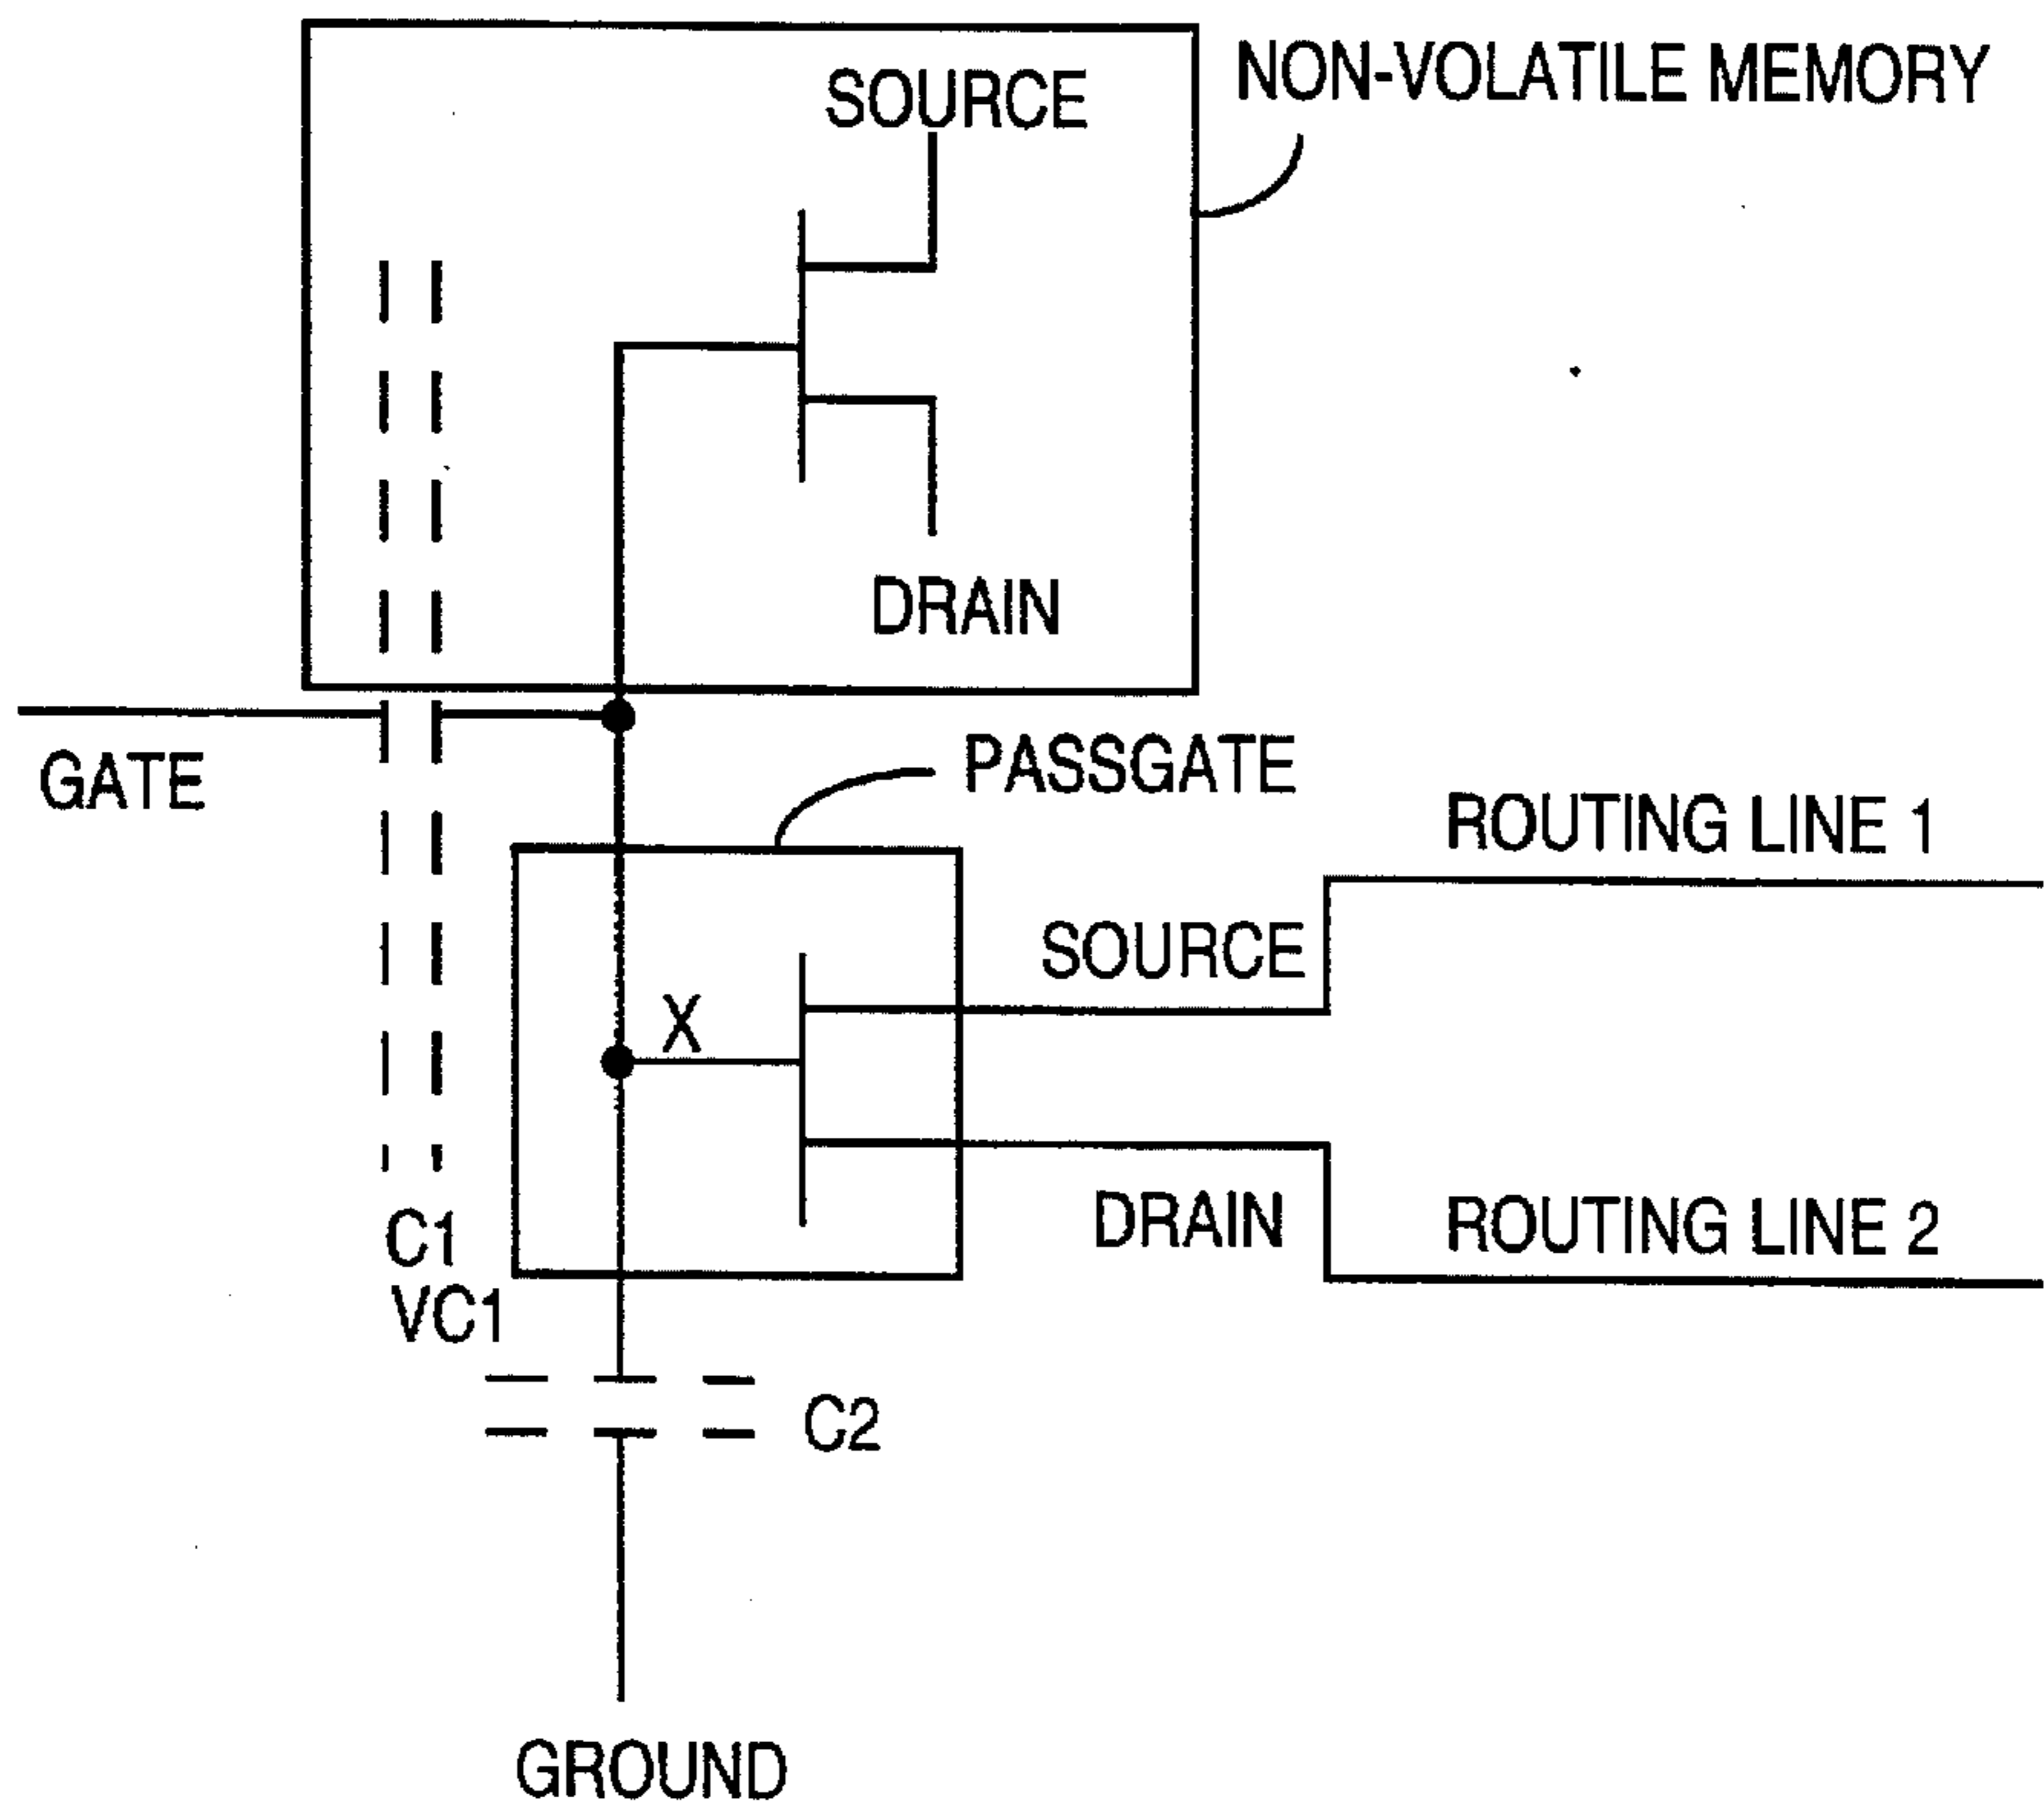 NON-VOLATILE MEMORY
SOURCE
DRAIN
GATE
PASSGATE
ROUTING LINE 1
SOURCE
X
DRAIN
ROUTING LINE 2
C1
VC1
C2
GROUND